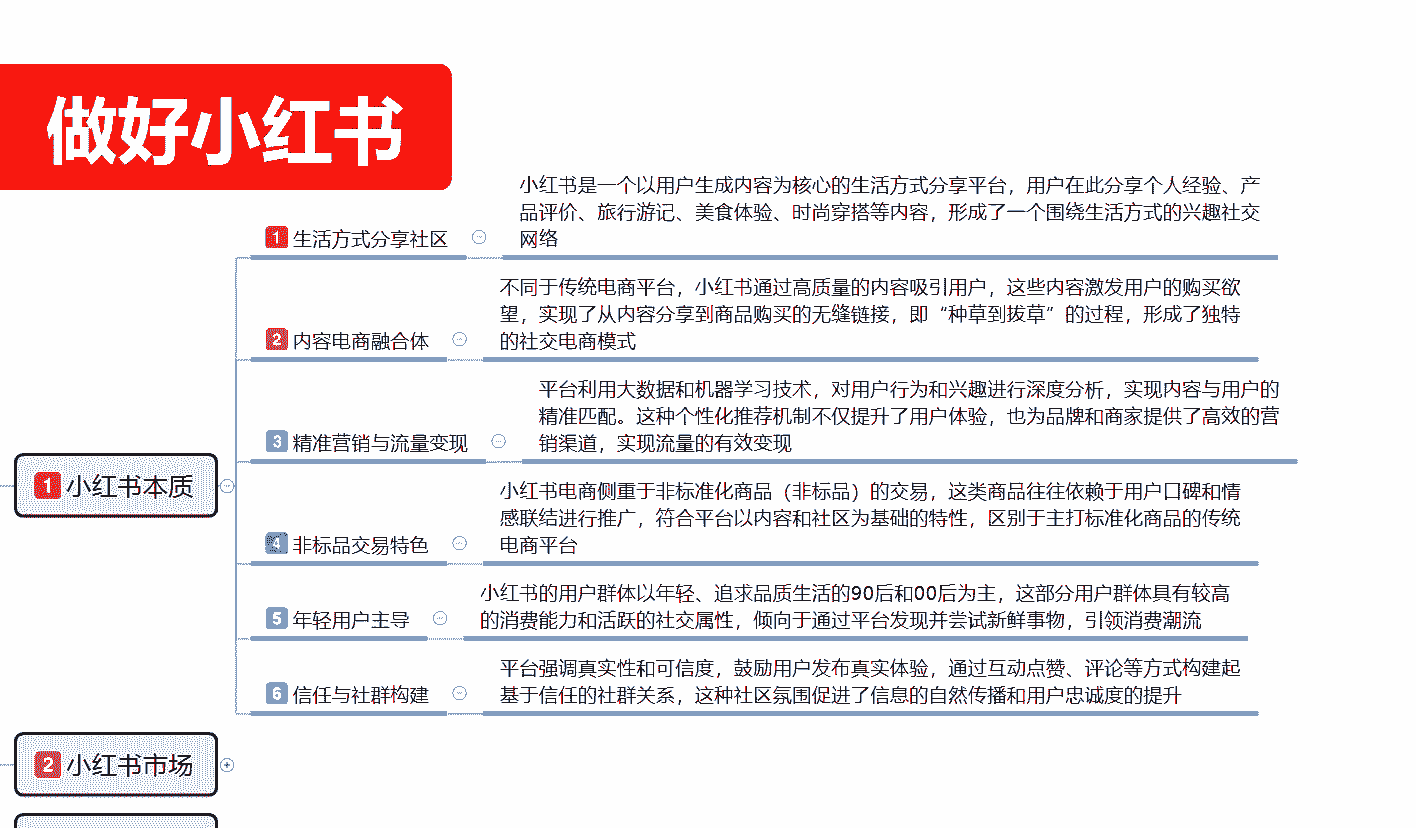 做好小红书
1 小红书本质
1 生活方式分享社区
小红书是一个以用户生成内容为核心的生活方式分享平台，用户在此分享个人经验、产
品评价、旅行游记、美食体验、时尚穿搭等内容，形成了一个围绕生活方式的兴趣社交
网络
2 内容电商融合体
不同于传统电商平台，小红书通过高质量的内容吸引用户，这些内容激发用户的购买欲
望，实现了从内容分享到商品购买的无缝链接，即“种草到拔草”的过程，形成了独特
的社交电商模式
3 精准营销与流量变现
平台利用大数据和机器学习技术，对用户行为和兴趣进行深度分析，实现内容与用户的
精准匹配。这种个性化推荐机制不仅提升了用户体验，也为品牌和商家提供了高效的营
销渠道，实现流量的有效变现
4 非标品交易特色
小红书电商侧重于非标准化商品（非标品）的交易，这类商品往往依赖于用户口碑和情
感联结进行推广，符合平台以内容和社区为基础的特性，区别于主打标准化商品的传统
电商平台
5 年轻用户主导
小红书的用户群体以年轻、追求品质生活的90后和00后为主，这部分用户群体具有较高
的消费能力和活跃的社交属性，倾向于通过平台发现并尝试新鲜事物，引领消费潮流
6 信任与社群构建
平台强调真实性和可信度，鼓励用户发布真实体验，通过互动点赞、评论等方式构建起
基于信任的社群关系，这种社区氛围促进了信息的自然传播和用户忠诚度的提升
2 小红书市场